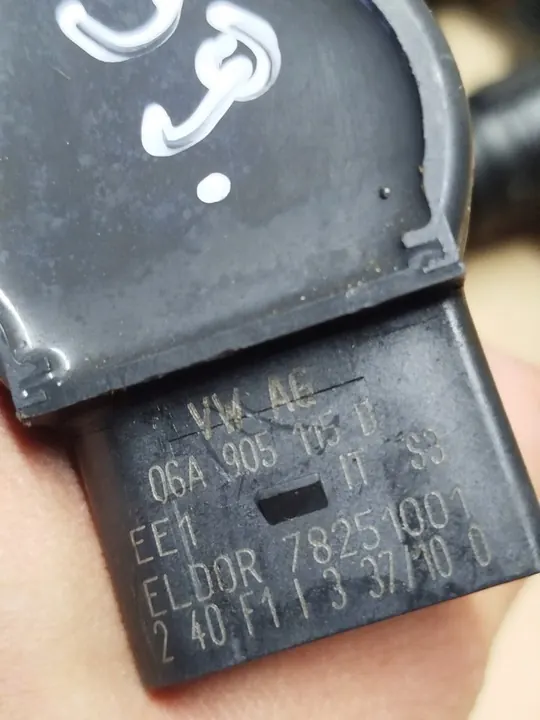 VW AG
06A 905 105 B
IT S3
EE1
ELDOR 78251001
2 40 F1 I 3 37/10 0